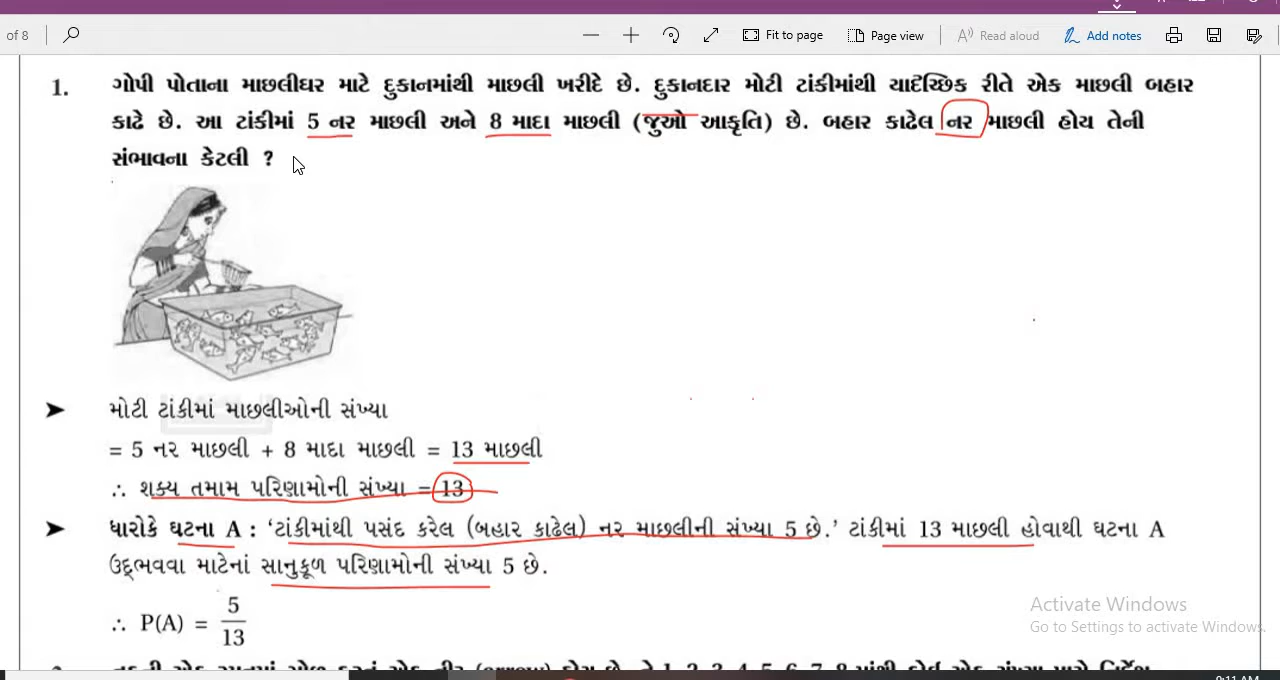 of 8
Fit to page
Page view
Read aloud
Add notes
1. ગોપી પોતાના માછલીઘર માટે દુકાનમાંથી માછલી ખરીદે છે. દુકાનદાર મોટી ટાંકીમાંથી યાદૃચ્છિક રીતે એક માછલી બહાર
કાઢે છે. આ ટાંકીમાં 5 નર માછલી અને 8 માદા માછલી (જુઓ આકૃતિ) છે. બહાર કાઢેલ નર માછલી હોય તેની
સંભાવના કેટલી ?
➤ મોટી ટાંકીમાં માછલીઓની સંખ્યા
= 5 નર માછલી + 8 માદા માછલી = 13 માછલી
∴ શક્ય તમામ પરિણામોની સંખ્યા = 13
➤ ધારોકે ઘટના A : ‘ટાંકીમાંથી પસંદ કરેલ (બહાર કાઢેલ) નર માછલીની સંખ્યા 5 છે.’ ટાંકીમાં 13 માછલી હોવાથી ઘટના A
ઉદ્દ્ભવવા માટેનાં સાનુકૂળ પરિણામોની સંખ્યા 5 છે.
∴ P(A) = 5/13
Activate Windows
Go to Settings to activate Windows.
9:11 AM